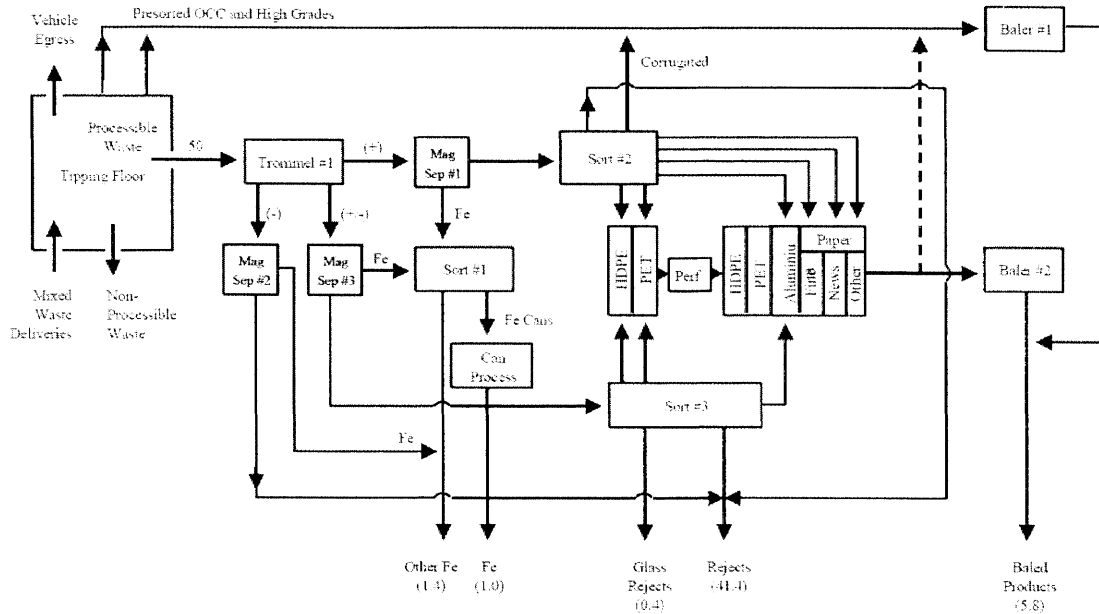 Vehicle
Egress
Presorted OCC and High Grades
Baler #1
Corrugated
Processible
Waste
Tipping Floor
50
Trommel #1
(+)
Mag
Sep #1
Sort #2
(-)
(+/-)
Fe
Mag
Sep #2
Mag
Sep #3
Fe
Sort #1
HDPE
PET
Perf
HDPE
PET
Paper
News
Other
Baler #2
Mixed
Waste
Deliveries
Non-
Processible
Waste
Fe Cans
Can
Process
Sort #3
Fe
Other Fe
(1.4)
Fe
(1.0)
Glass
Rejects
(0.4)
Rejects
(41.4)
Baled
Products
(5.8)